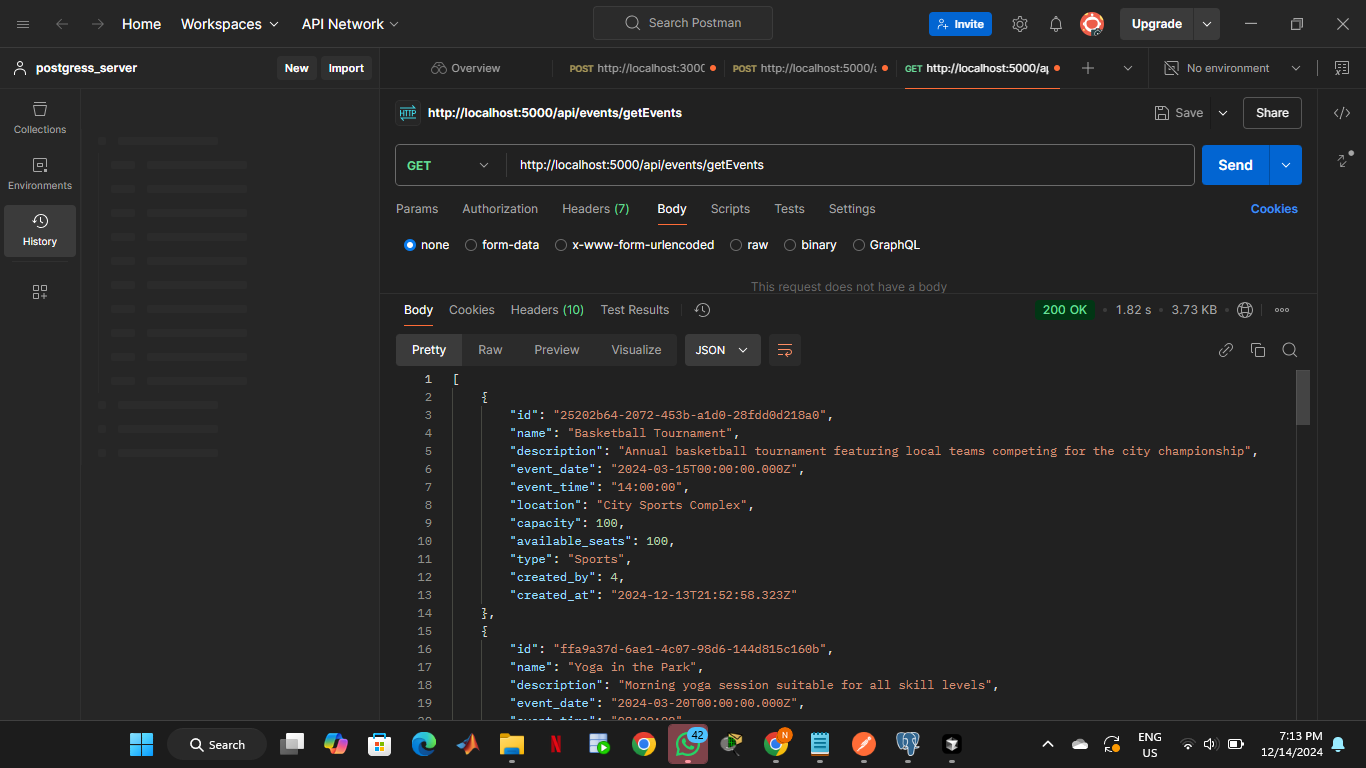 Home Workspaces API Network Search Postman Invite Upgrade
postgress_server New Import Overview POST http://localhost:3000 POST http://localhost:5000/a GET http://localhost:5000/ap No environment
HTTP http://localhost:5000/api/events/getEvents Save Share
Collections
GET http://localhost:5000/api/events/getEvents Send
Environments
Params Authorization Headers (7) Body Scripts Tests Settings Cookies
History
none form-data x-www-form-urlencoded raw binary GraphQL
This request does not have a body
Body Cookies Headers (10) Test Results 200 OK • 1.82 s • 3.73 KB •
Pretty Raw Preview Visualize JSON
1 [
2 {
3 "id": "25202b64-2072-453b-a1d0-28fdd0d218a0",
4 "name": "Basketball Tournament",
5 "description": "Annual basketball tournament featuring local teams competing for the city championship",
6 "event_date": "2024-03-15T00:00:00.000Z",
7 "event_time": "14:00:00",
8 "location": "City Sports Complex",
9 "capacity": 100,
10 "available_seats": 100,
11 "type": "Sports",
12 "created_by": 4,
13 "created_at": "2024-12-13T21:52:58.323Z"
14 },
15 {
16 "id": "ffa9a37d-6ae1-4c07-98d6-144d815c160b",
17 "name": "Yoga in the Park",
18 "description": "Morning yoga session suitable for all skill levels",
19 "event_date": "2024-03-20T00:00:00.000Z",
20 "event_time": "08:00:00"
Search 42 N ENG US 7:13 PM
12/14/2024